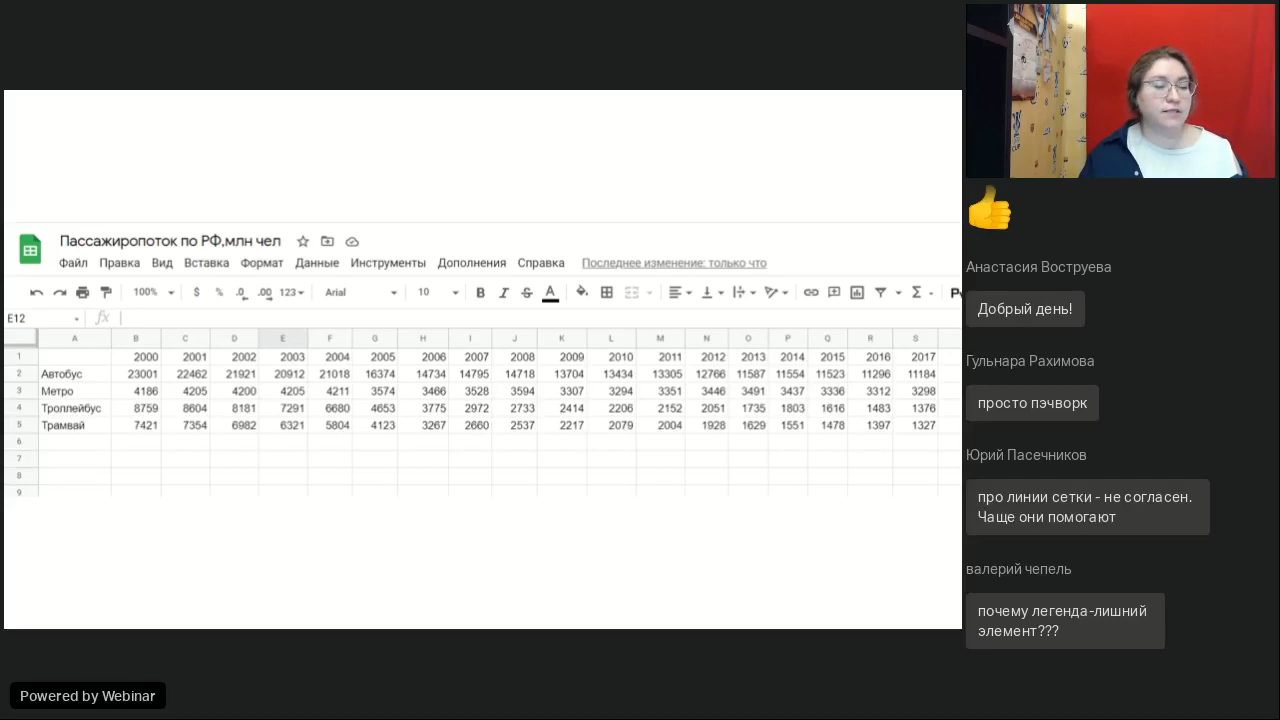 Пассажиропоток по РФ,млн чел
Файл Правка Вид Вставка Формат Данные Инструменты Дополнения Справка Последнее изменение: только что
100% $ % .0 .00 123 Arial 10 B I S A Σ
E12 fx
A B C D E F G H I J K L M N O P Q R S
1 2000 2001 2002 2003 2004 2005 2006 2007 2008 2009 2010 2011 2012 2013 2014 2015 2016 2017
2 Автобус 23001 22462 21921 20912 21018 16374 14734 14795 14718 13704 13434 13305 12766 11587 11554 11523 11296 11184
3 Метро 4186 4205 4200 4205 4211 3574 3466 3528 3594 3307 3294 3351 3446 3491 3437 3336 3312 3298
4 Троллейбус 8759 8604 8181 7291 6680 4653 3775 2972 2733 2414 2206 2152 2051 1735 1803 1616 1483 1376
5 Трамвай 7421 7354 6982 6321 5804 4123 3267 2660 2537 2217 2079 2004 1928 1629 1551 1478 1397 1327
6
7
8
9
Анастасия Воструева
Добрый день!
Гульнара Рахимова
просто пэчворк
Юрий Пасечников
про линии сетки - не согласен.
Чаще они помогают
валерий чепель
почему легенда-лишний
элемент???
Powered by Webinar